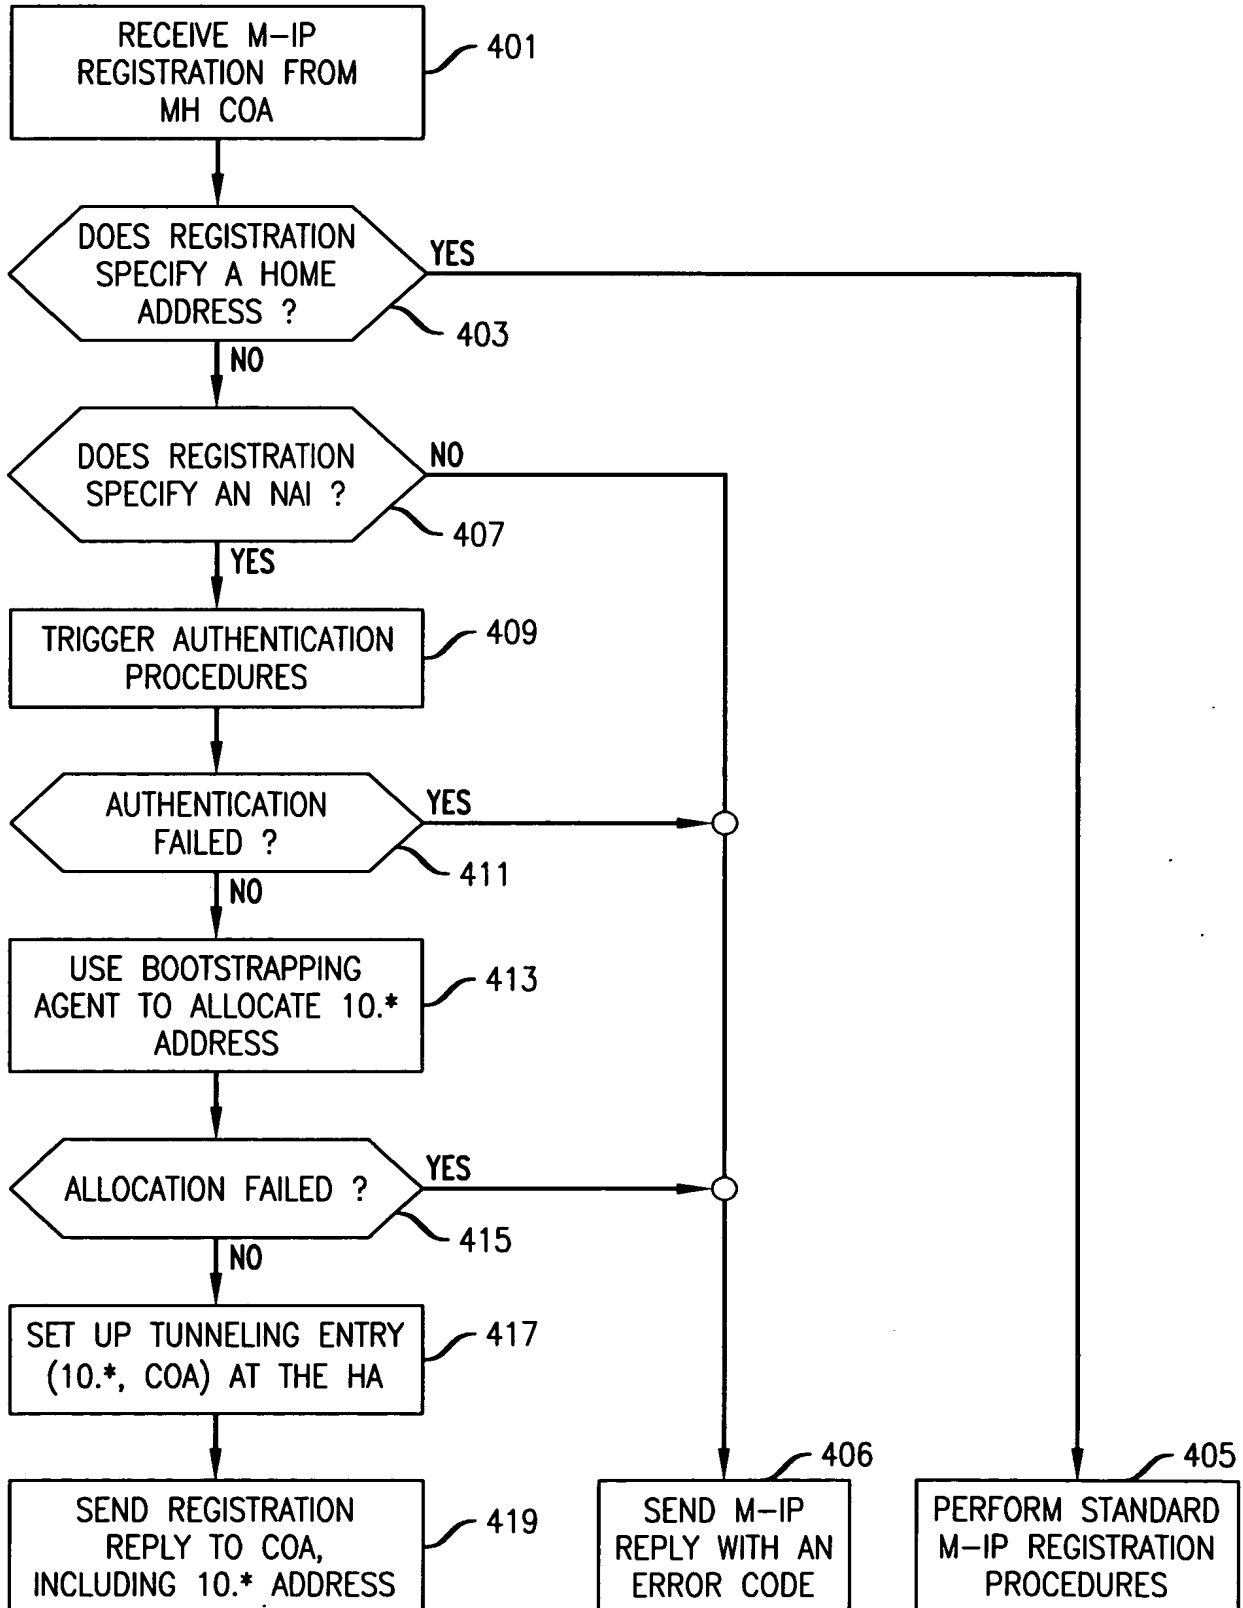 RECEIVE M-IP
REGISTRATION FROM
MH COA
401
DOES REGISTRATION
SPECIFY A HOME
ADDRESS ?
YES
403
NO
DOES REGISTRATION
SPECIFY AN NAI ?
NO
407
YES
TRIGGER AUTHENTICATION
PROCEDURES
409
AUTHENTICATION
FAILED ?
YES
411
NO
USE BOOTSTRAPPING
AGENT TO ALLOCATE 10.*
ADDRESS
413
ALLOCATION FAILED ?
YES
415
NO
SET UP TUNNELING ENTRY
(10.*, COA) AT THE HA
417
SEND REGISTRATION
REPLY TO COA,
INCLUDING 10.* ADDRESS
419
406
SEND M-IP
REPLY WITH AN
ERROR CODE
405
PERFORM STANDARD
M-IP REGISTRATION
PROCEDURES